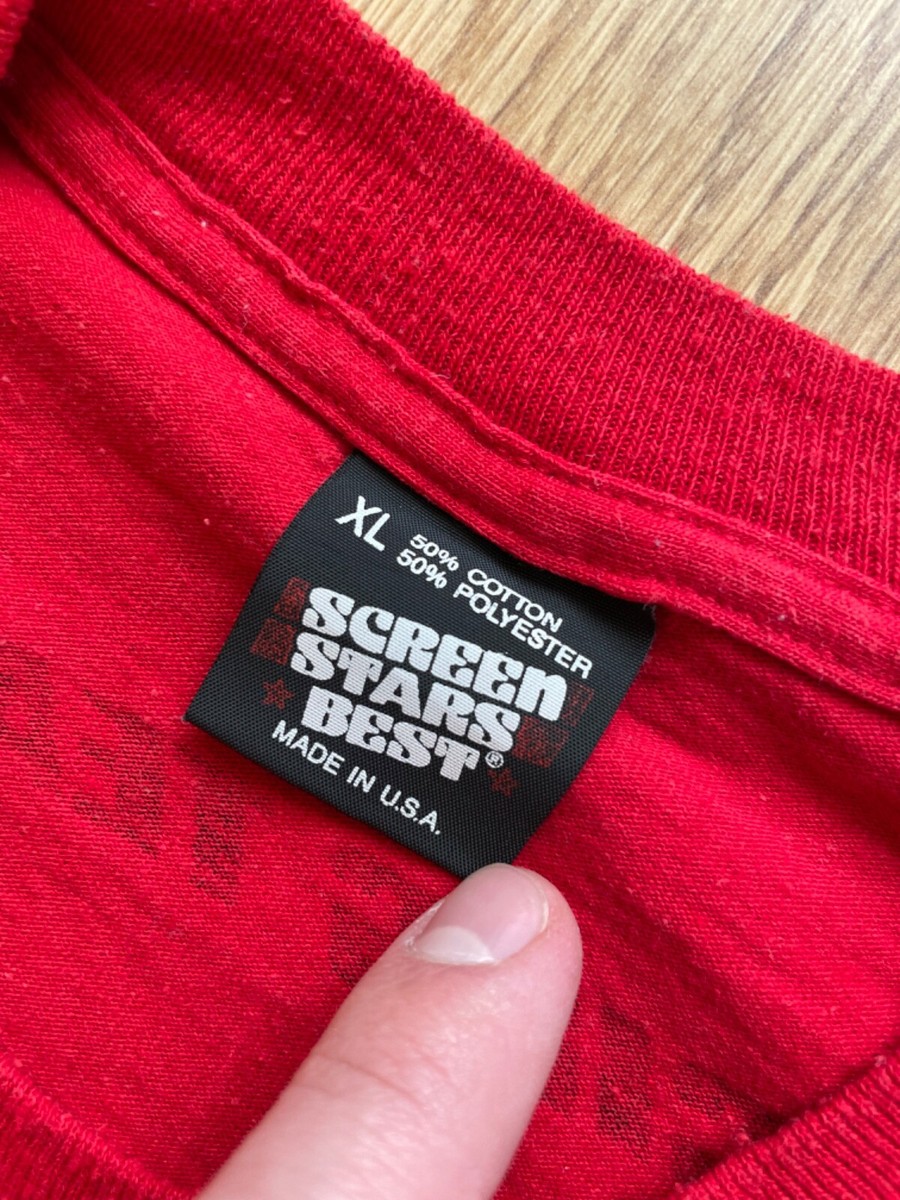 XL
50% COTTON
50% POLYESTER
SCREEN
STARS
BEST®
MADE IN U.S.A.